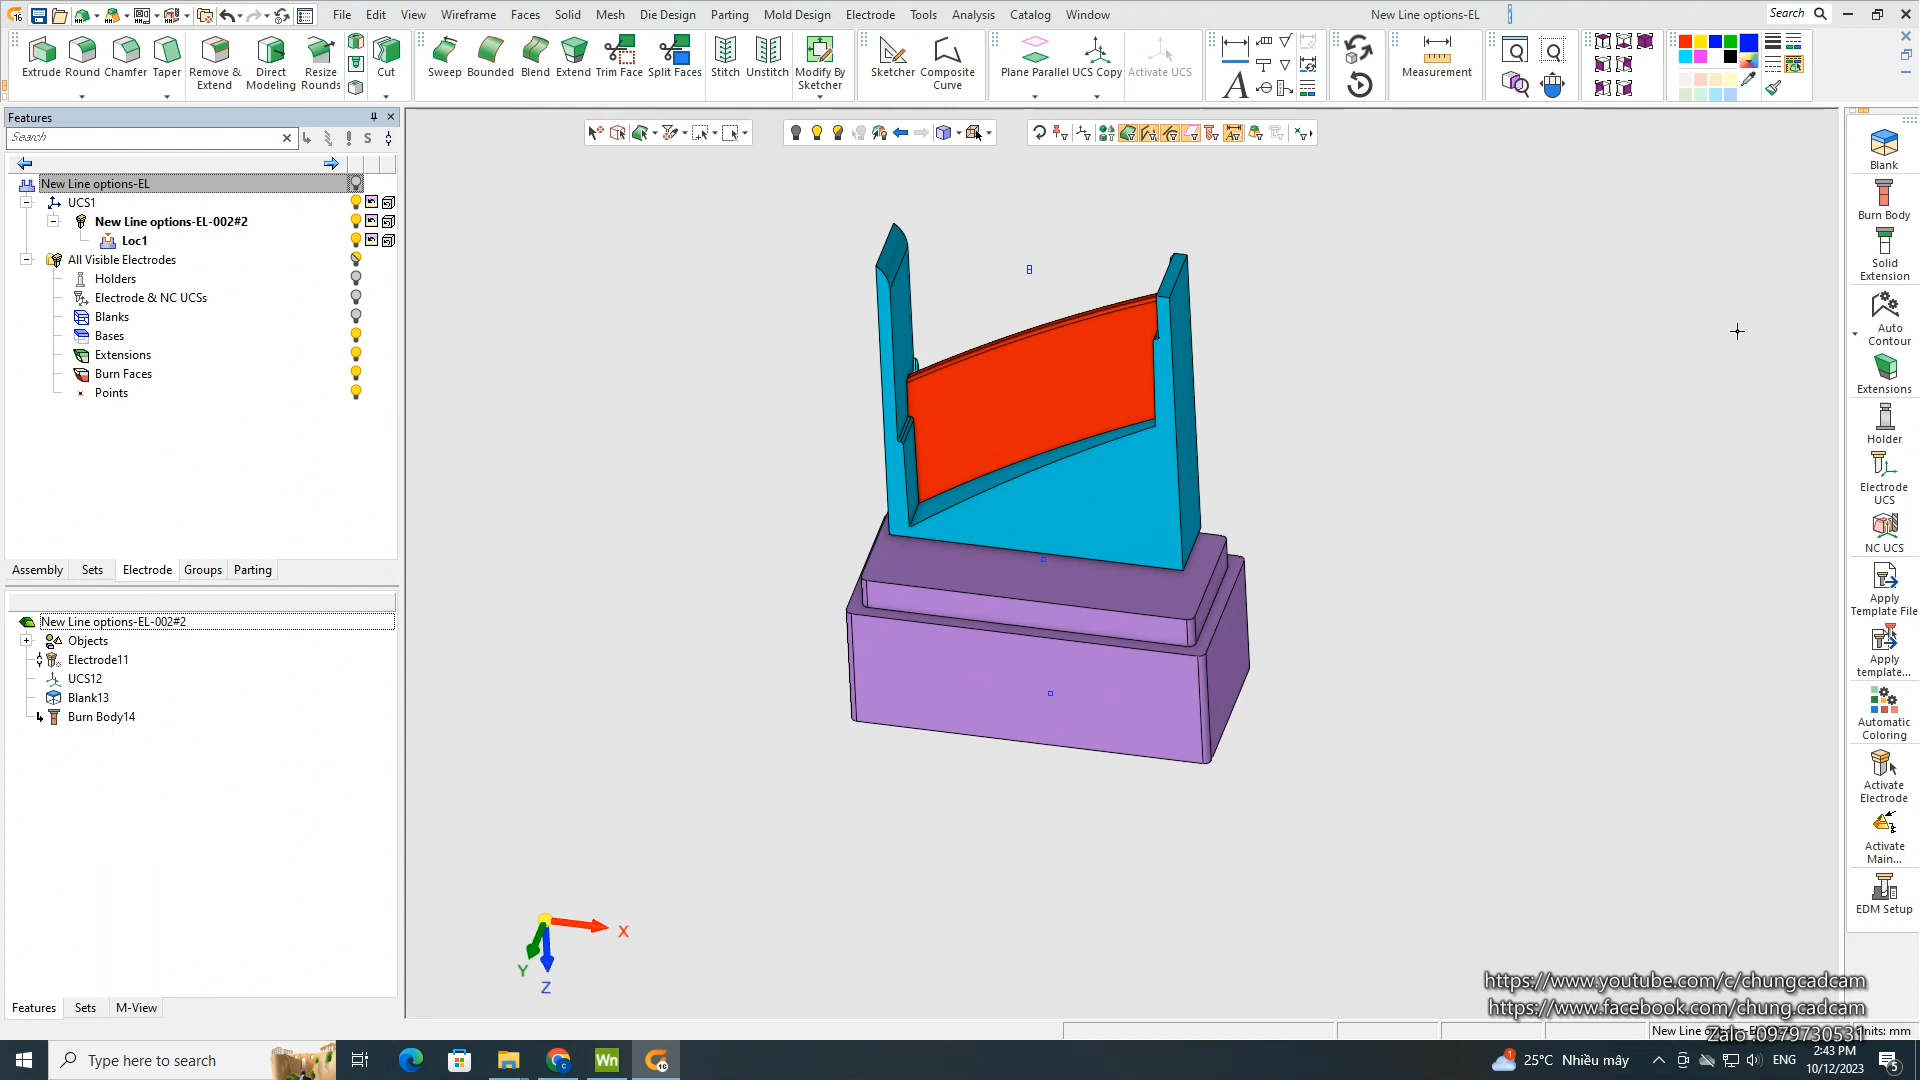 File Edit View Wireframe Faces Solid Mesh Die Design Parting Mold Design Electrode Tools Analysis Catalog Window
New Line options-EL
Search
Extrude Round Chamfer Taper Remove & Extend Direct Modeling Resize Rounds Cut
Sweep Bounded Blend Extend Trim Face Split Faces Stitch Unstitch Modify By Sketcher
Sketcher Composite Curve
Plane Parallel UCS Copy Activate UCS
A
Measurement
Features
Search
S
New Line options-EL
UCS1
New Line options-EL-002#2
Loc1
All Visible Electrodes
Holders
Electrode & NC UCSs
Blanks
Bases
Extensions
Burn Faces
Points
Assembly Sets Electrode Groups Parting
New Line options-EL-002#2
Objects
Electrode11
UCS12
Blank13
Burn Body14
Features Sets M-View
X
Y
Z
Blank
Burn Body
Solid Extension
Auto Contour
Extensions
Holder
Electrode UCS
NC UCS
Apply Template File
Apply template...
Automatic Coloring
Activate Electrode
Activate Main...
EDM Setup
https://www.youtube.com/c/chungcadcam
https://www.facebook.com/chung.cadcam
Zalo :0979730531
Type here to search
Wn
16
25°C Nhiều mây
ENG
2:43 PM
10/12/2023
5